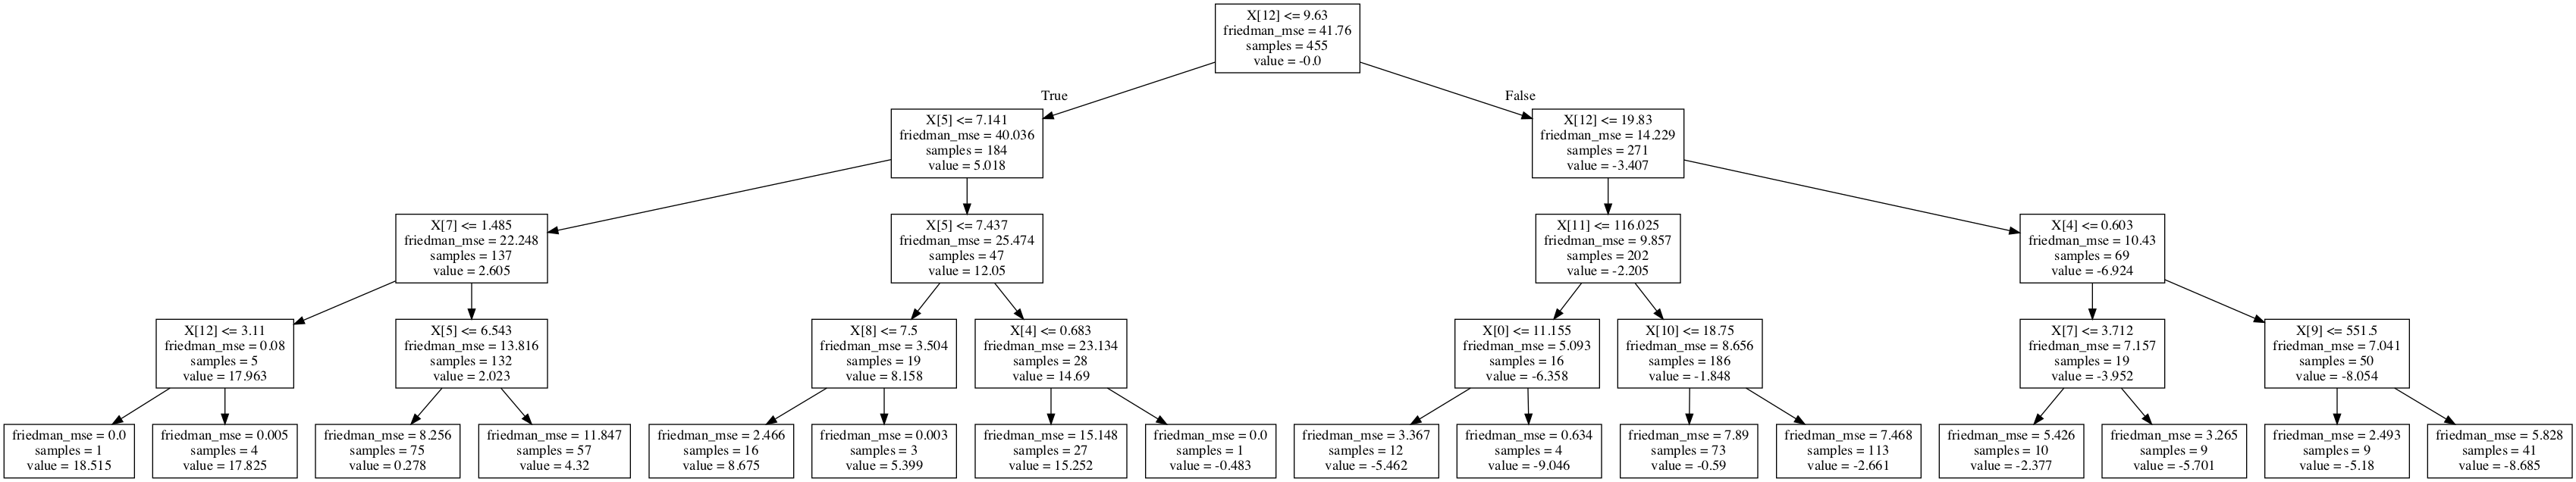 X[12] <= 9.63
friedman_mse = 41.76
samples = 455
value = -0.0
True
False
X[5] <= 7.141
friedman_mse = 40.036
samples = 184
value = 5.018
X[12] <= 19.83
friedman_mse = 14.229
samples = 271
value = -3.407
X[7] <= 1.485
friedman_mse = 22.248
samples = 137
value = 2.605
X[5] <= 7.437
friedman_mse = 25.474
samples = 47
value = 12.05
X[11] <= 116.025
friedman_mse = 9.857
samples = 202
value = -2.205
X[4] <= 0.603
friedman_mse = 10.43
samples = 69
value = -6.924
X[12] <= 3.11
friedman_mse = 0.08
samples = 5
value = 17.963
X[5] <= 6.543
friedman_mse = 13.816
samples = 132
value = 2.023
X[8] <= 7.5
friedman_mse = 3.504
samples = 19
value = 8.158
X[4] <= 0.683
friedman_mse = 23.134
samples = 28
value = 14.69
X[0] <= 11.155
friedman_mse = 5.093
samples = 16
value = -6.358
X[10] <= 18.75
friedman_mse = 8.656
samples = 186
value = -1.848
X[7] <= 3.712
friedman_mse = 7.157
samples = 19
value = -3.952
X[9] <= 551.5
friedman_mse = 7.041
samples = 50
value = -8.054
friedman_mse = 0.0
samples = 1
value = 18.515
friedman_mse = 0.005
samples = 4
value = 17.825
friedman_mse = 8.256
samples = 75
value = 0.278
friedman_mse = 11.847
samples = 57
value = 4.32
friedman_mse = 2.466
samples = 16
value = 8.675
friedman_mse = 0.003
samples = 3
value = 5.399
friedman_mse = 15.148
samples = 27
value = 15.252
friedman_mse = 0.0
samples = 1
value = -0.483
friedman_mse = 3.367
samples = 12
value = -5.462
friedman_mse = 0.634
samples = 4
value = -9.046
friedman_mse = 7.89
samples = 73
value = -0.59
friedman_mse = 7.468
samples = 113
value = -2.661
friedman_mse = 5.426
samples = 10
value = -2.377
friedman_mse = 3.265
samples = 9
value = -5.701
friedman_mse = 2.493
samples = 9
value = -5.18
friedman_mse = 5.828
samples = 41
value = -8.685